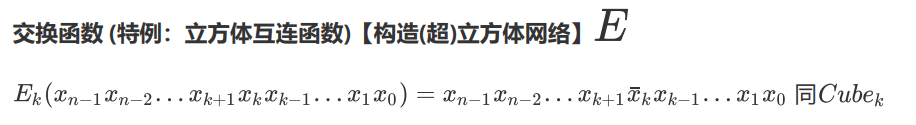 交换函数 (特例：立方体互连函数)【构造(超)立方体网络】E
E_k(x_{n-1}x_{n-2}...x_{k+1}x_kx_{k-1}...x_1x_0) = x_{n-1}x_{n-2}...x_{k+1}x̄_kx_{k-1}...x_1x_0 同Cube_k